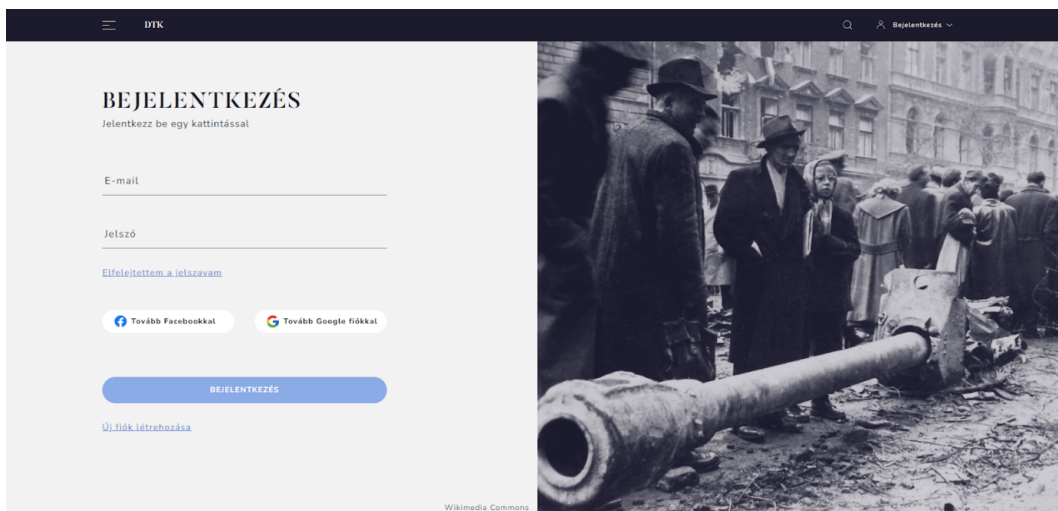 DTK
Bejelentkezés
BEJELENTKEZÉS
Jelentkezz be egy kattintással
E-mail
Jelszó
Elfelejtettem a jelszavam
Tovább Facebookkal
Tovább Google fiókkal
BEJELENTKEZÉS
Új fiók létrehozása
Wikimedia Commons